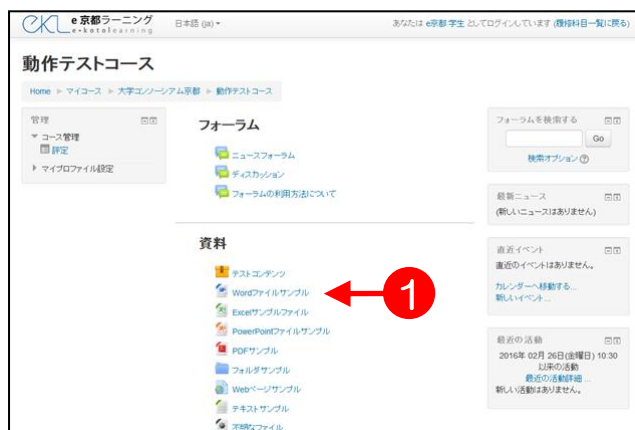 e京都ラーニング
e-kotolearning
日本語 (ja)
あなたは e京都 学生 としてログインしています (履修科目一覧に戻る)
動作テストコース
Home マイコース 大学コンソーシアム京都 動作テストコース
管理
コース管理
評定
マイプロファイル設定
フォーラム
ニュースフォーラム
ディスカッション
フォーラムの利用方法について
資料
テストコンテンツ
Wordファイルサンプル
1
Excelサンプルファイル
PowerPointファイルサンプル
PDFサンプル
フォルダサンプル
Webページサンプル
テキストサンプル
不明なファイル
フォーラムを検索する
Go
検索オプション
最新ニュース
(新しいニュースはありません)
直近イベント
直近のイベントはありません。
カレンダーへ移動する...
新しいイベント...
最近の活動
2016年 02月 26日(金曜日) 10:30
以来の活動
最近の活動詳細 ...
新しい活動はありません。